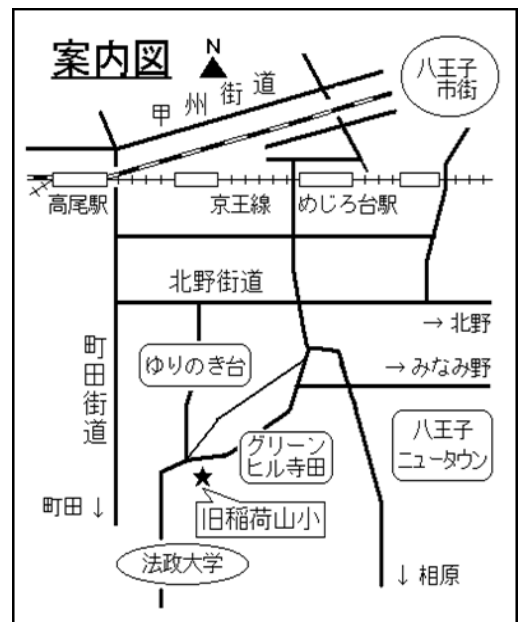 案内図
N
甲州街道
八王子
市街
高尾駅
京王線
めじろ台駅
北野街道
→ 北野
町田街道
ゆりのき台
→ みなみ野
グリーン
ヒル寺田
八王子
ニュータウン
★
旧稲荷山小
町田 ↓
法政大学
↓ 相原